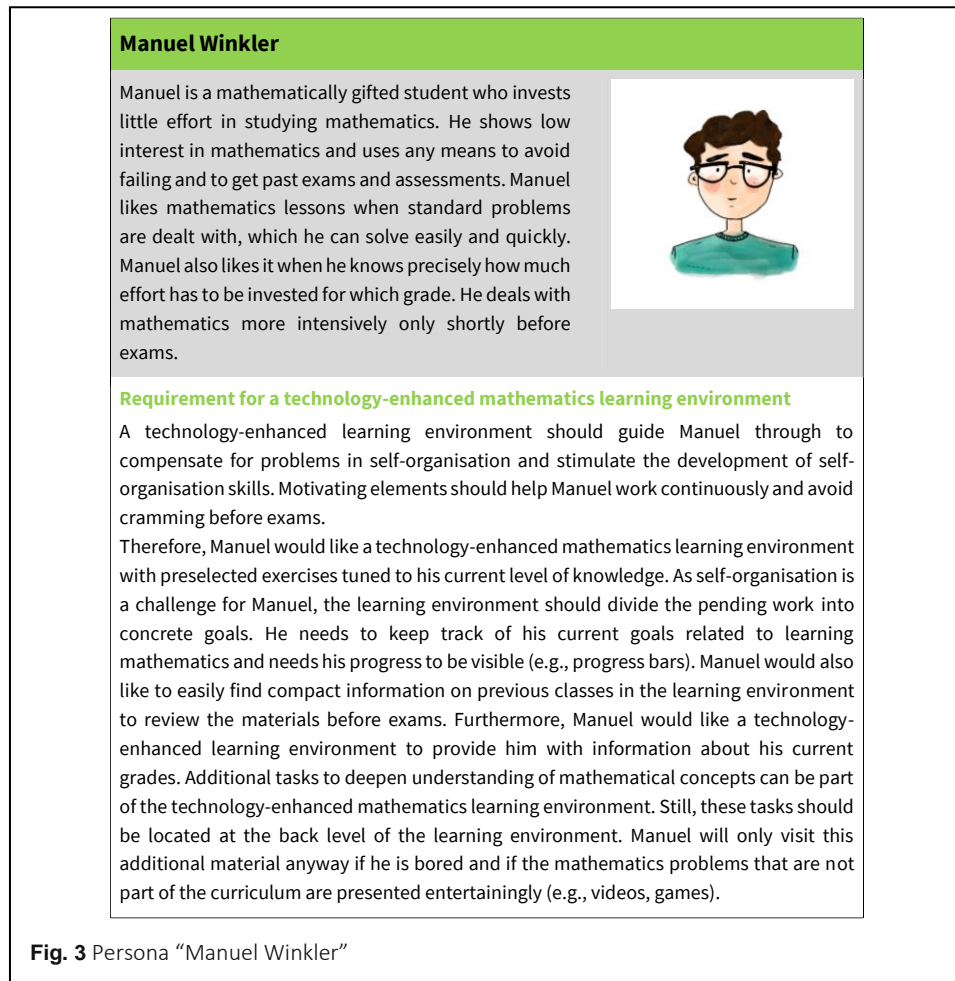 Manuel Winkler
Manuel is a mathematically gifted student who invests
little effort in studying mathematics. He shows low
interest in mathematics and uses any means to avoid
failing and to get past exams and assessments. Manuel
likes mathematics lessons when standard problems
are dealt with, which he can solve easily and quickly.
Manuel also likes it when he knows precisely how much
effort has to be invested for which grade. He deals with
mathematics more intensively only shortly before
exams.
Requirement for a technology-enhanced mathematics learning environment
A technology-enhanced learning environment should guide Manuel through to
compensate for problems in self-organisation and stimulate the development of self-
organisation skills. Motivating elements should help Manuel work continuously and avoid
cramming before exams.
Therefore, Manuel would like a technology-enhanced mathematics learning environment
with preselected exercises tuned to his current level of knowledge. As self-organisation is
a challenge for Manuel, the learning environment should divide the pending work into
concrete goals. He needs to keep track of his current goals related to learning
mathematics and needs his progress to be visible (e.g., progress bars). Manuel would also
like to easily find compact information on previous classes in the learning environment
to review the materials before exams. Furthermore, Manuel would like a technology-
enhanced learning environment to provide him with information about his current
grades. Additional tasks to deepen understanding of mathematical concepts can be part
of the technology-enhanced mathematics learning environment. Still, these tasks should
be located at the back level of the learning environment. Manuel will only visit this
additional material anyway if he is bored and if the mathematics problems that are not
part of the curriculum are presented entertainingly (e.g., videos, games).
Fig. 3 Persona “Manuel Winkler”